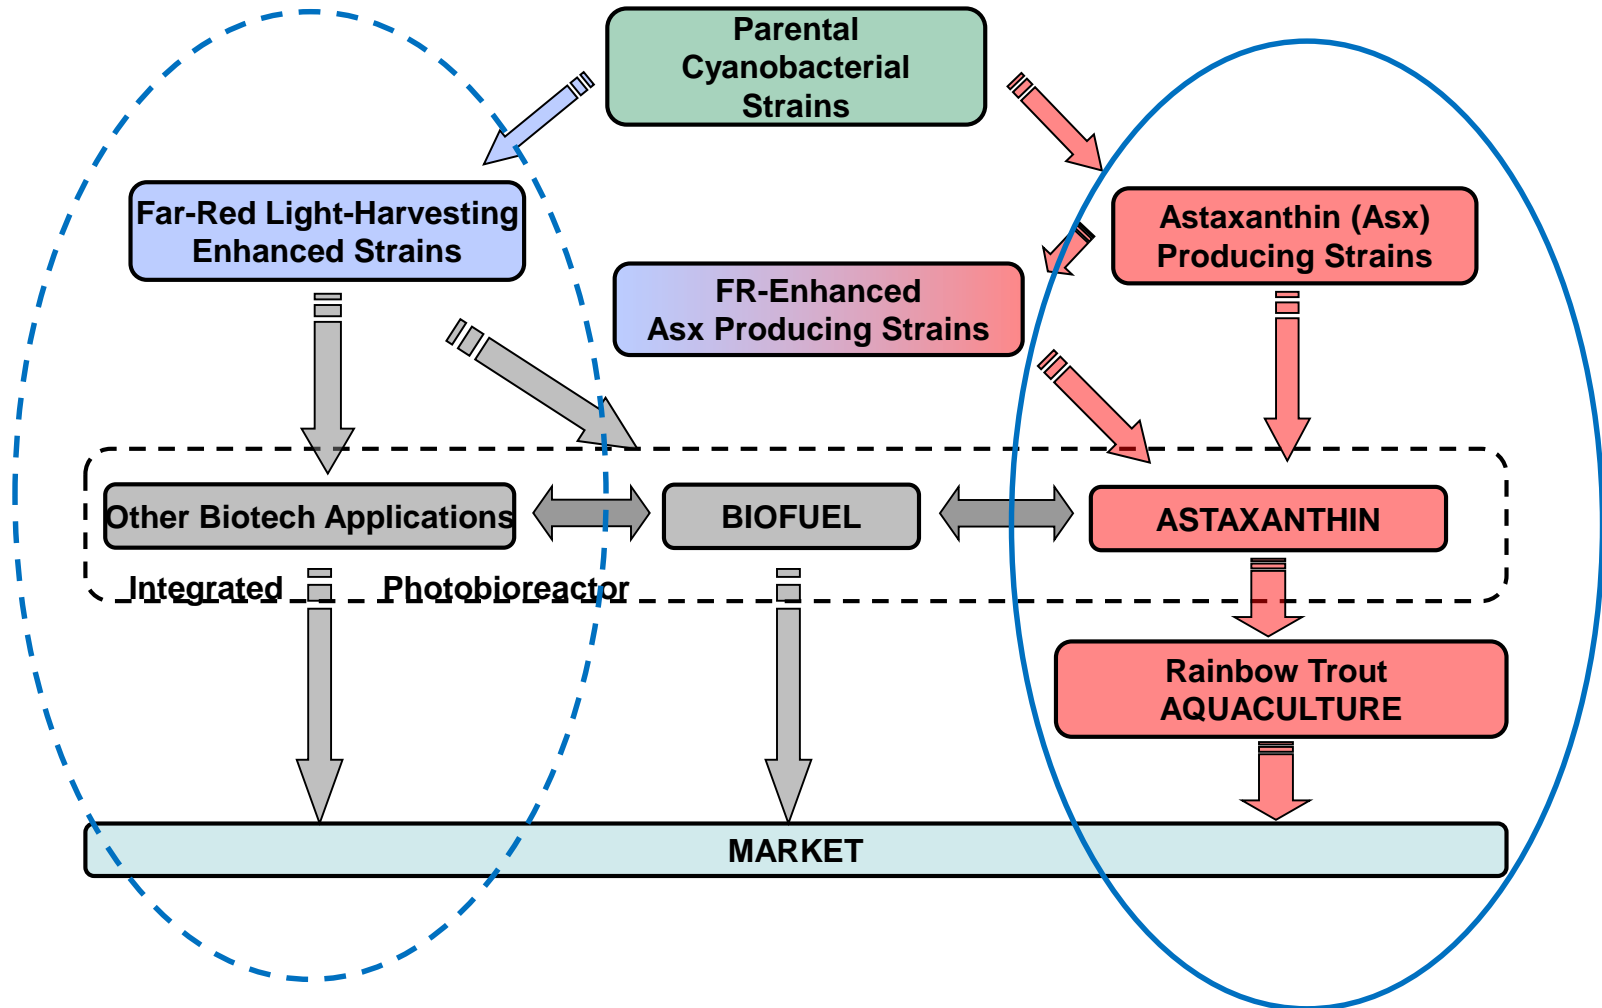 Parental
Cyanobacterial
Strains
Far-Red Light-Harvesting
Enhanced Strains
Astaxanthin (Asx)
Producing Strains
FR-Enhanced
Asx Producing Strains
Other Biotech Applications
BIOFUEL
ASTAXANTHIN
Integrated Photobioreactor
Rainbow Trout
AQUACULTURE
MARKET